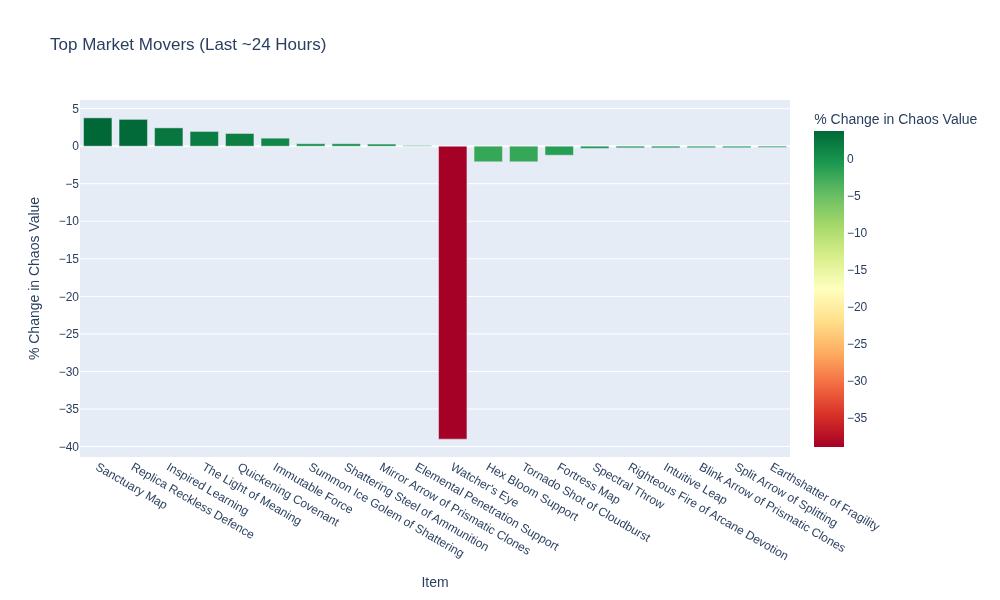 Top Market Movers (Last ~24 Hours)
% Change in Chaos Value
5
0
−5
−10
−15
−20
−25
−30
−35
−40
% Change in Chaos Value
0
−5
−10
−15
−20
−25
−30
−35
Sanctuary Map
Replica Reckless Defence
Inspired Learning
The Light of Meaning
Quickening Covenant
Immutable Force
Summon Ice Golem of Shattering
Shattering Steel of Ammunition
Mirror Arrow of Prismatic Clones
Elemental Penetration Support
Watcher's Eye
Hex Bloom Support
Tornado Shot of Cloudburst
Fortress Map
Spectral Throw
Righteous Fire of Arcane Devotion
Intuitive Leap
Blink Arrow of Prismatic Clones
Split Arrow of Splitting
Earthshatter of Fragility
Item